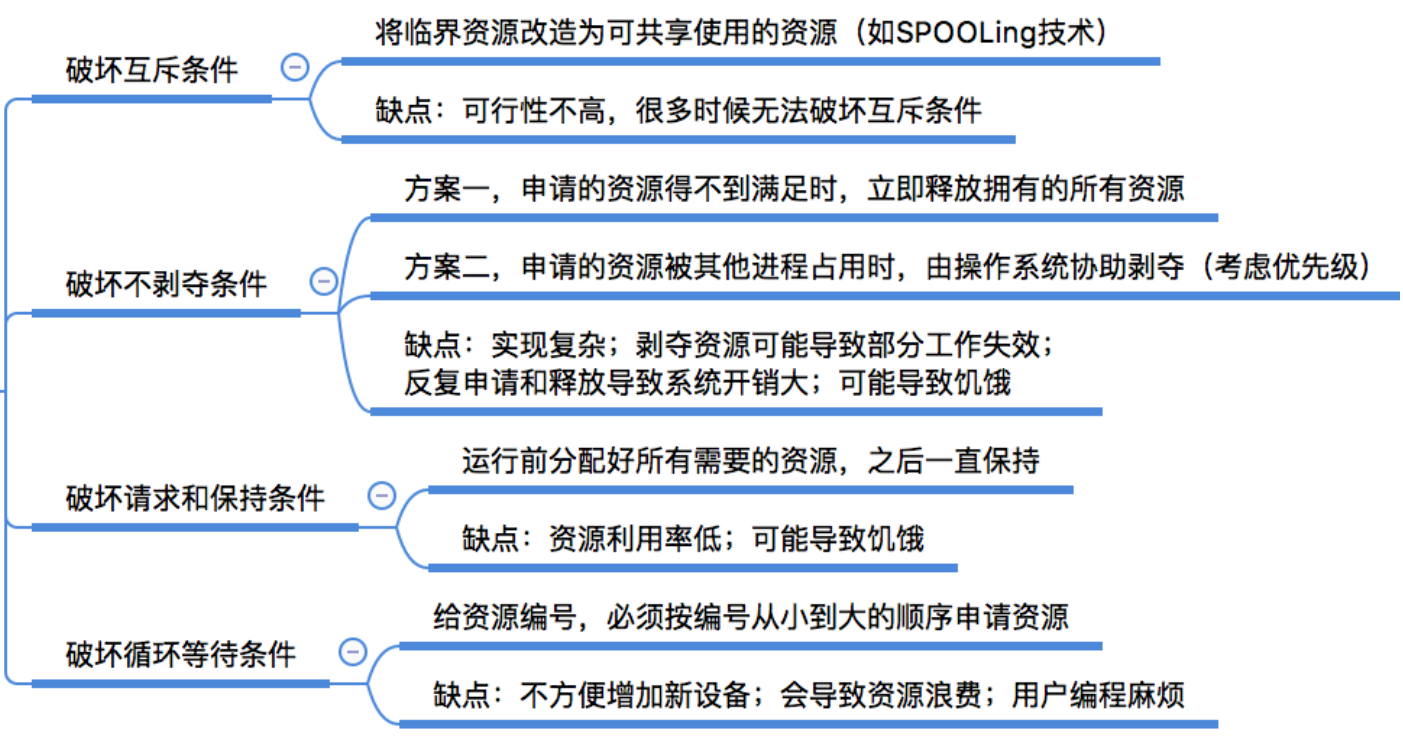 破坏互斥条件
将临界资源改造为可共享使用的资源（如SPOOLing技术）
缺点：可行性不高，很多时候无法破坏互斥条件
破坏不剥夺条件
方案一，申请的资源得不到满足时，立即释放拥有的所有资源
方案二，申请的资源被其他进程占用时，由操作系统协助剥夺（考虑优先级）
缺点：实现复杂；剥夺资源可能导致部分工作失效；
反复申请和释放导致系统开销大；可能导致饥饿
破坏请求和保持条件
运行前分配好所有需要的资源，之后一直保持
缺点：资源利用率低；可能导致饥饿
破坏循环等待条件
给资源编号，必须按编号从小到大的顺序申请资源
缺点：不方便增加新设备；会导致资源浪费；用户编程麻烦